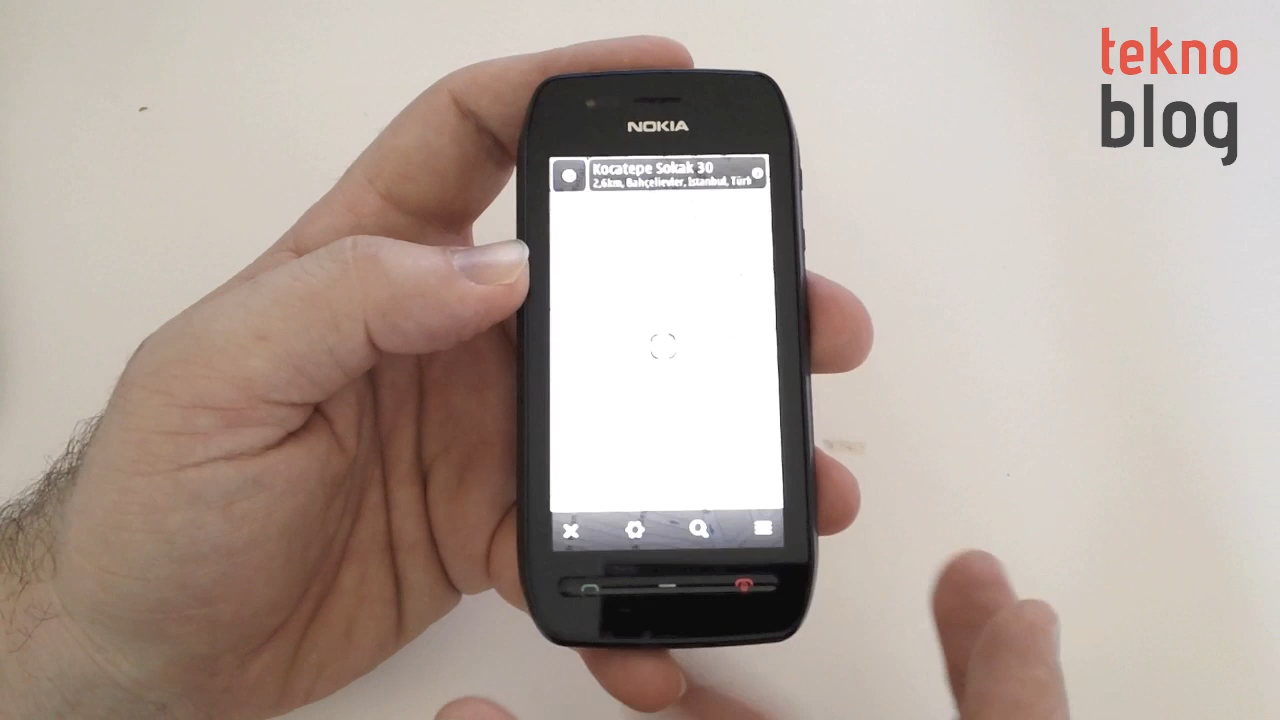 tekno
blog
NOKIA
Kocatepe Sokak 30
2,6km, Bahçelievler, İstanbul, Türk